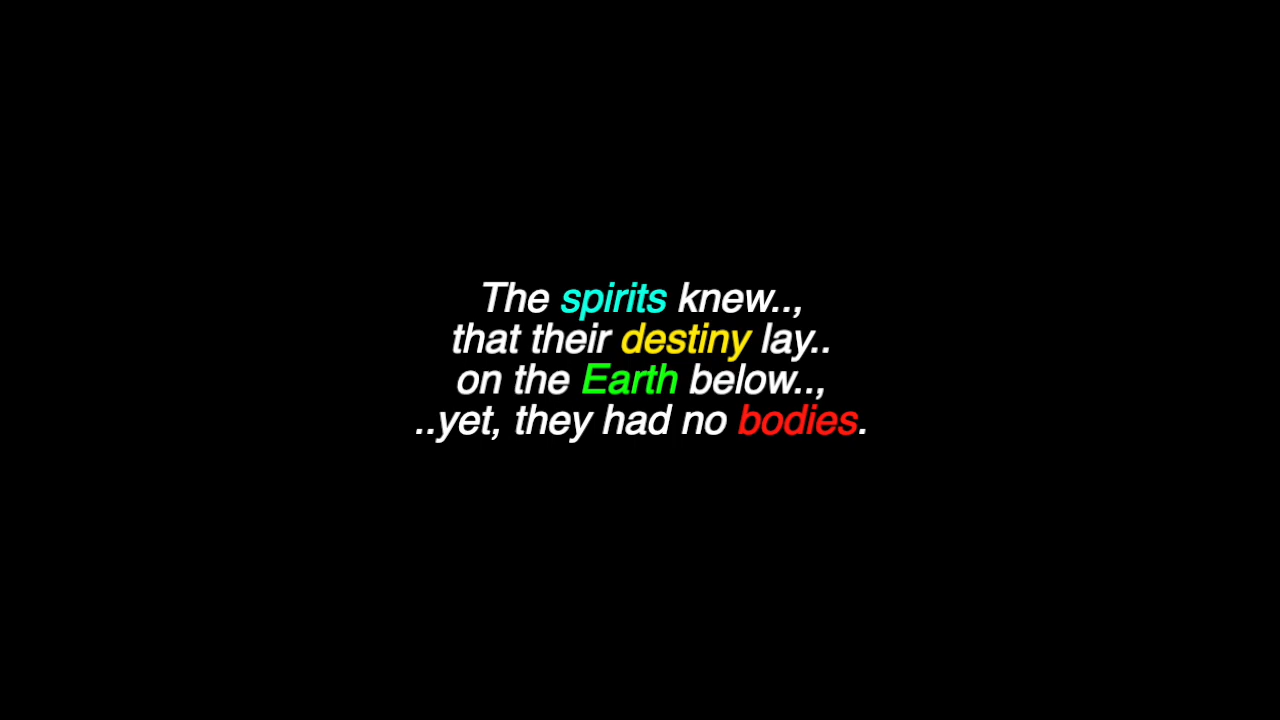 The spirits knew..,
that their destiny lay..
on the Earth below..,
..yet, they had no bodies.